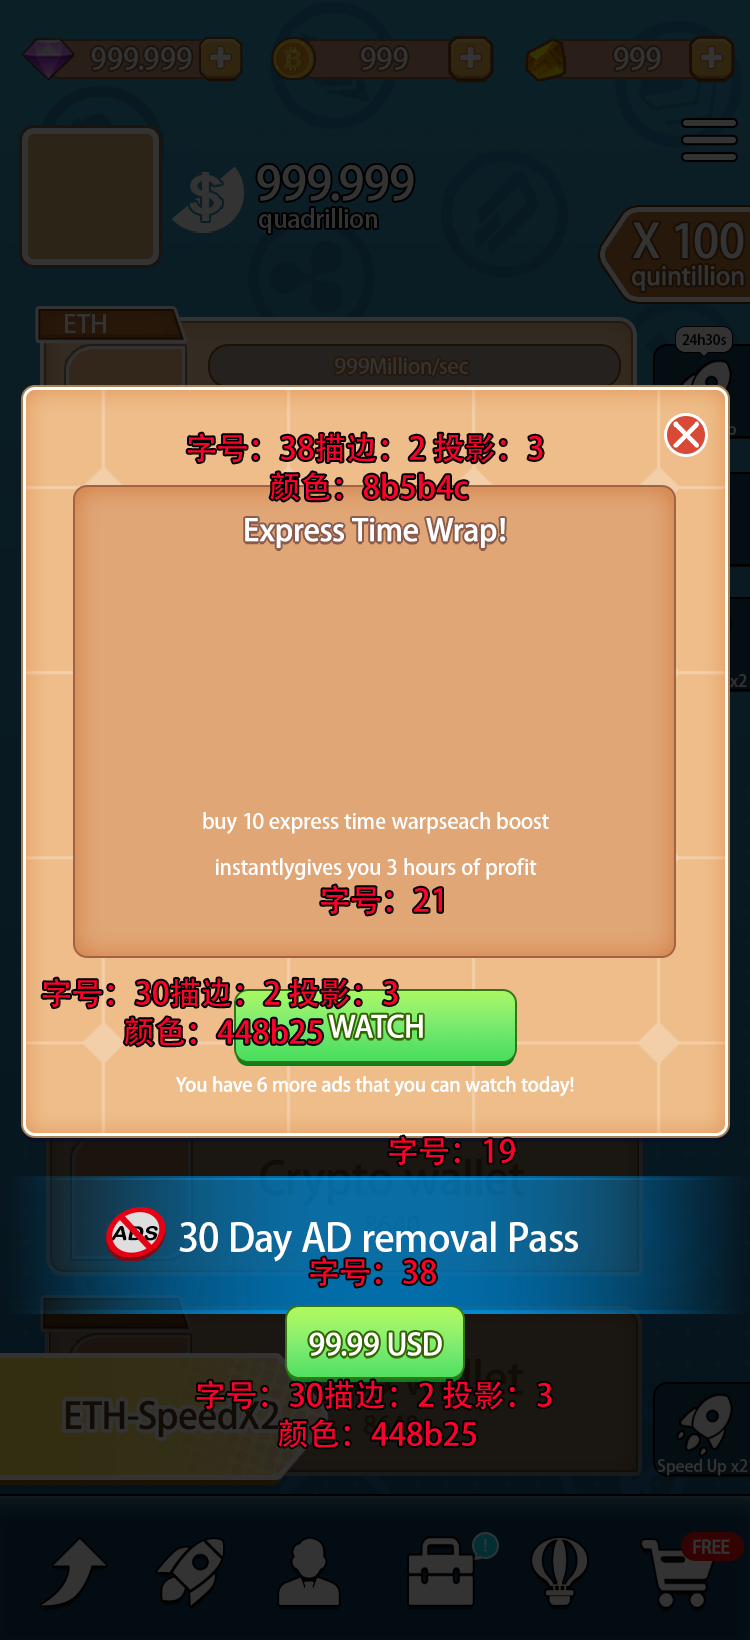 999.999
999
999
999.999
quadrillion
X 100
quintillion
ETH
999Million/sec
24h30s
字号：38描边：2 投影：3
颜色：8b5b4c
Express Time Wrap!
x2
buy 10 express time warpseach boost
instantlygives you 3 hours of profit
字号：21
字号：30描边：2 投影：3
颜色：448b25
WATCH
You have 6 more ads that you can watch today!
字号：19
Crypto wallet
ADS
30 Day AD removal Pass
字号：38
99.99 USD
字号：30描边：2 投影：3
ETH-SpeedX2
颜色：448b25
Speed Up x2
!
FREE